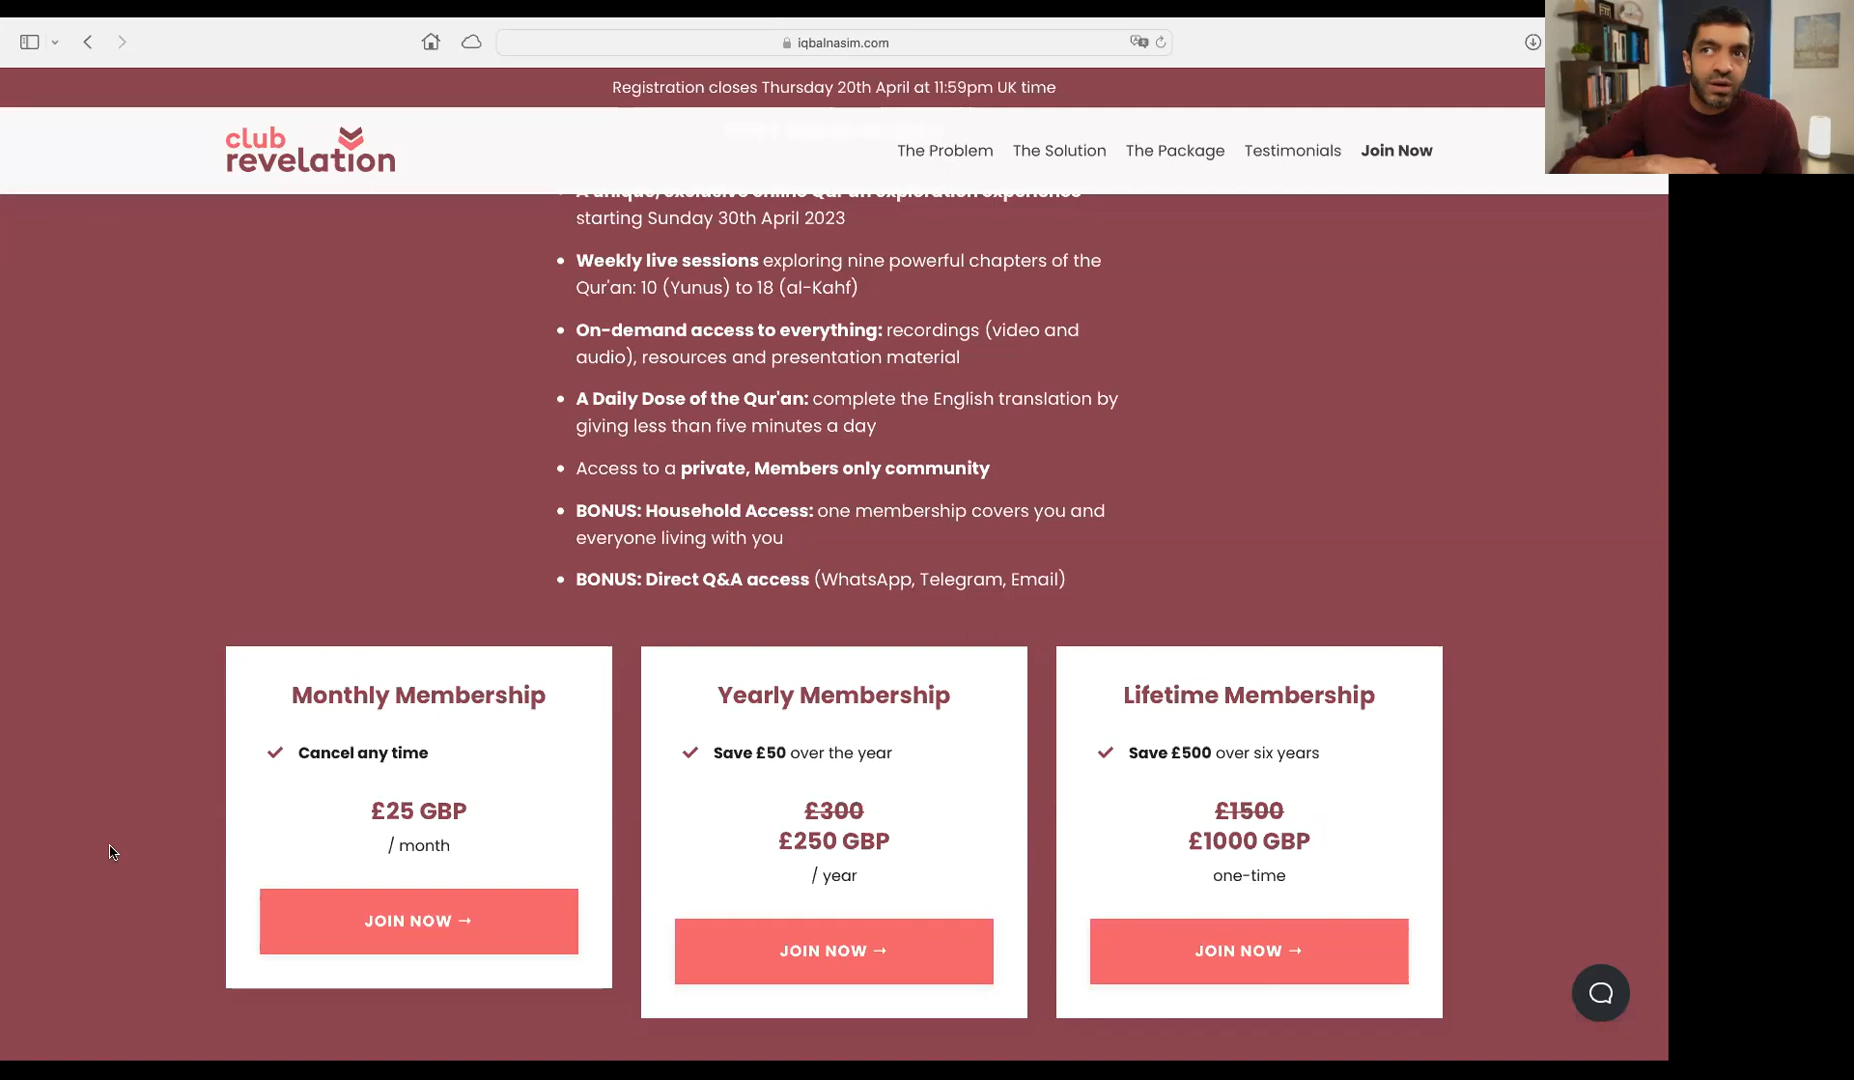 iqbalnasim.com
Registration closes Thursday 20th April at 11:59pm UK time
club
revelation
The Problem
The Solution
The Package
Testimonials
Join Now
A unique, exclusive online Qur'an exploration experience
starting Sunday 30th April 2023
Weekly live sessions exploring nine powerful chapters of the
Qur'an: 10 (Yunus) to 18 (al-Kahf)
On-demand access to everything: recordings (video and
audio), resources and presentation material
A Daily Dose of the Qur'an: complete the English translation by
giving less than five minutes a day
Access to a private, Members only community
BONUS: Household Access: one membership covers you and
everyone living with you
BONUS: Direct Q&A access (WhatsApp, Telegram, Email)
Monthly Membership
Cancel any time
£25 GBP
/ month
JOIN NOW →
Yearly Membership
Save £50 over the year
£300
£250 GBP
/ year
JOIN NOW →
Lifetime Membership
Save £500 over six years
£1500
£1000 GBP
one-time
JOIN NOW →